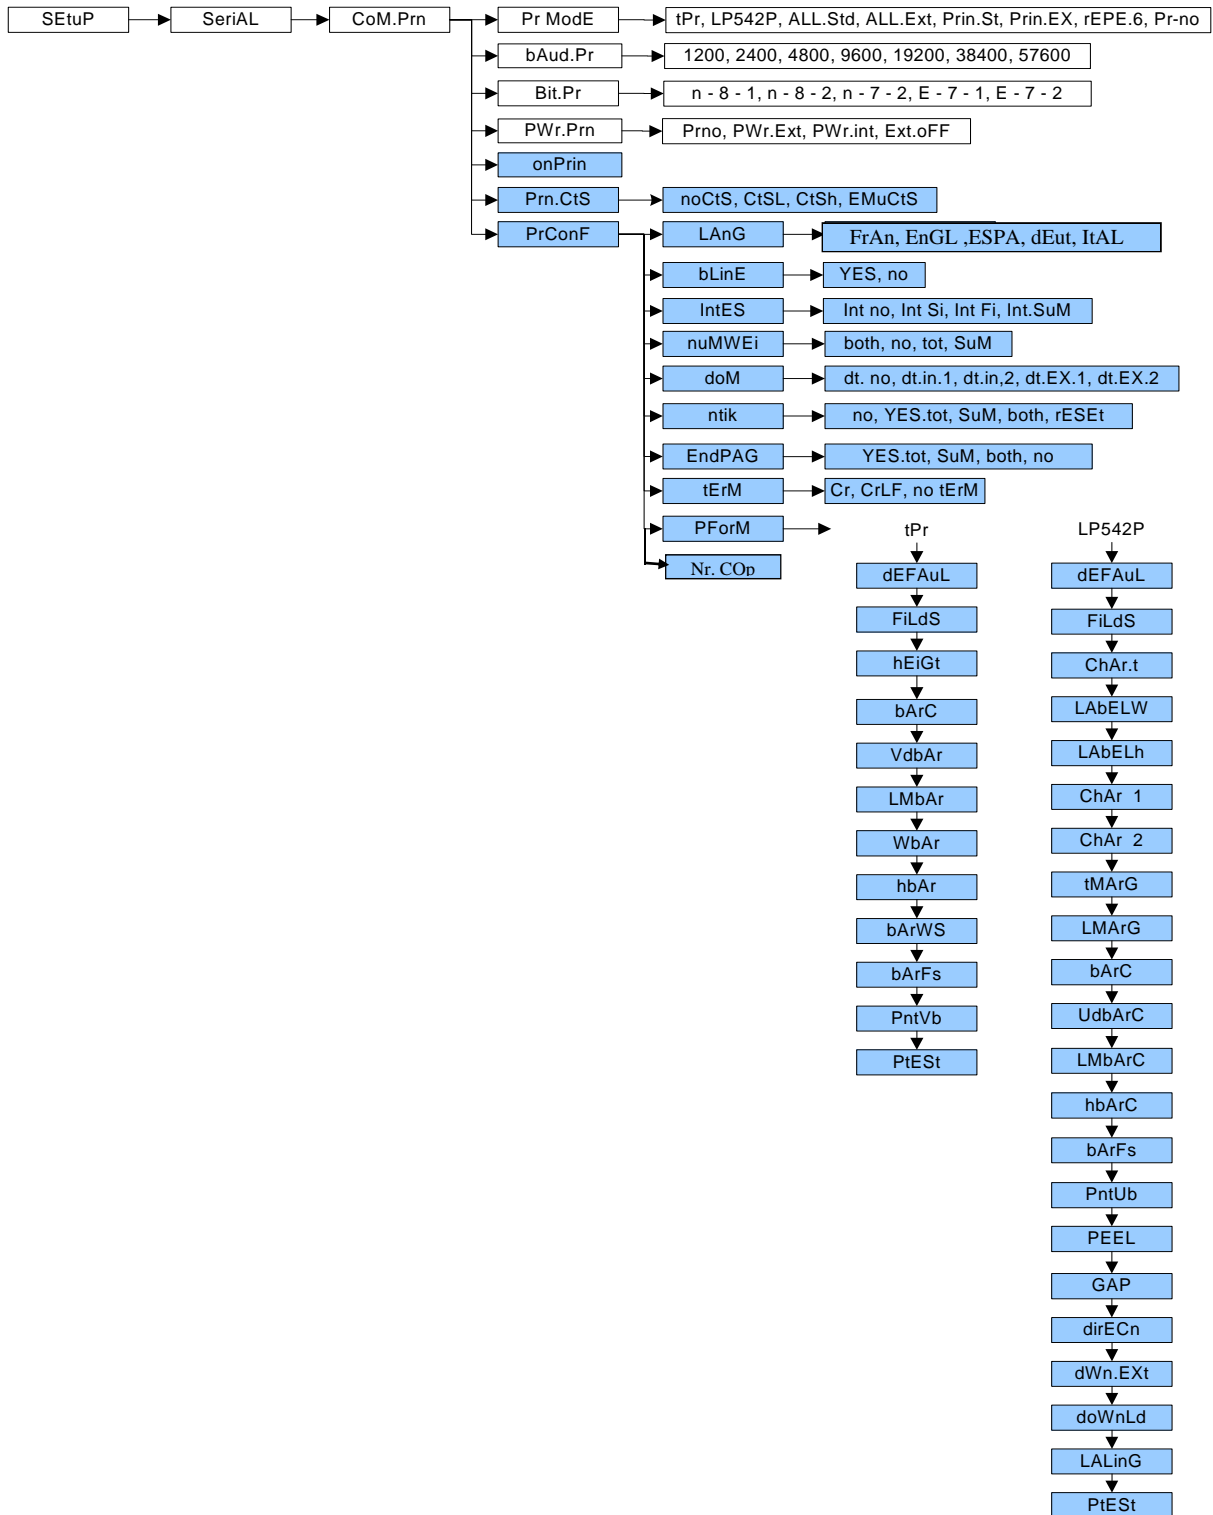 SEtuP SeriAL CoM.Prn Pr ModE tPr, LP542P, ALL.Std, ALL.Ext, Prin.St, Prin.EX, rEPE.6, Pr-no
bAud.Pr 1200, 2400, 4800, 9600, 19200, 38400, 57600
Bit.Pr n - 8 - 1, n - 8 - 2, n - 7 - 2, E - 7 - 1, E - 7 - 2
PWr.Prn Prno, PWr.Ext, PWr.int, Ext.oFF
onPrin
Prn.CtS noCtS, CtSL, CtSh, EMuCtS
PrConF LAnG FrAn, EnGL ,ESPA, dEut, ItAL
bLinE YES, no
IntES Int no, Int Si, Int Fi, Int.SuM
nuMWEi both, no, tot, SuM
doM dt. no, dt.in.1, dt.in,2, dt.EX.1, dt.EX.2
ntik no, YES.tot, SuM, both, rESEt
EndPAG YES.tot, SuM, both, no
tErM Cr, CrLF, no tErM
PForM tPr LP542P
Nr. COp dEFAuL dEFAuL
FiLdS FiLdS
hEiGt ChAr.t
bArC LAbELW
VdbAr LAbELh
LMbAr ChAr 1
WbAr ChAr 2
hbAr tMArG
bArWS LMArG
bArFs bArC
PntVb UdbArC
PtESt LMbArC
hbArC
bArFs
PntUb
PEEL
GAP
dirECn
dWn.EXt
doWnLd
LALinG
PtESt